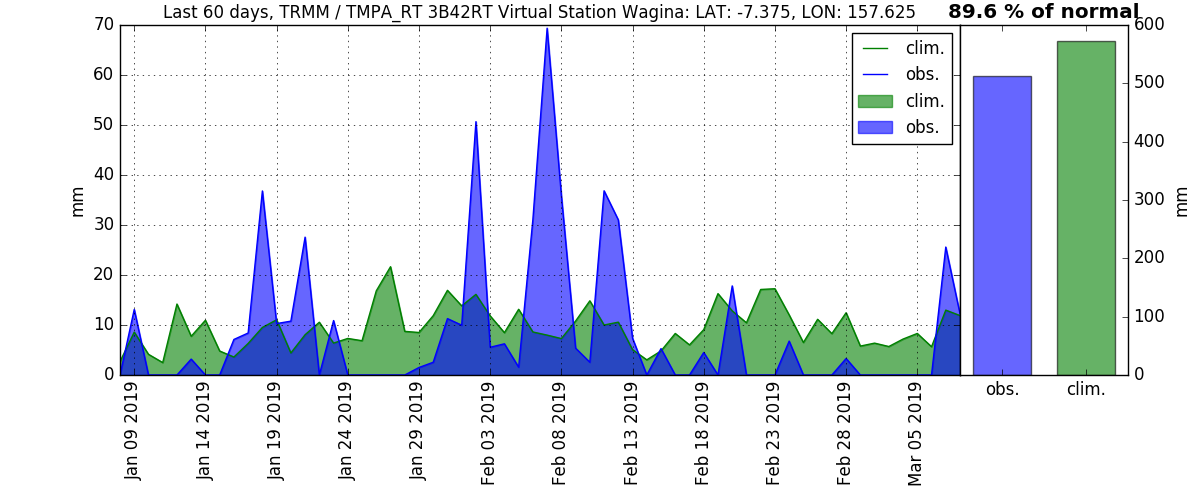 Last 60 days, TRMM / TMPA_RT 3B42RT Virtual Station Wagina: LAT: -7.375, LON: 157.625
89.6 % of normal
70
60
50
40
30
20
10
0
mm
clim.
obs.
clim.
obs.
Jan 09 2019
Jan 14 2019
Jan 19 2019
Jan 24 2019
Jan 29 2019
Feb 03 2019
Feb 08 2019
Feb 13 2019
Feb 18 2019
Feb 23 2019
Feb 28 2019
Mar 05 2019
600
500
400
300
200
100
0
mm
obs.
clim.